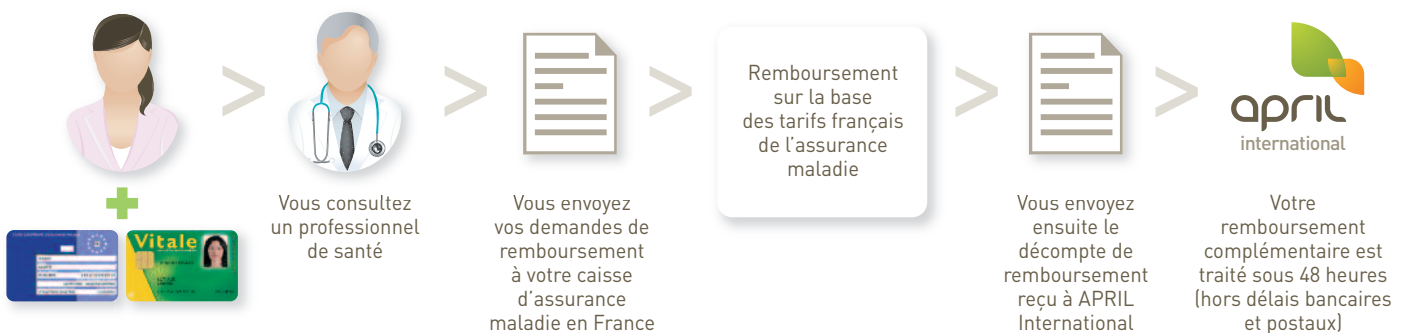 Vitale
Vous consultez
un professionnel
de santé
Vous envoyez
vos demandes de
remboursement
à votre caisse
d'assurance
maladie en France
Remboursement
sur la base
des tarifs français
de l'assurance
maladie
Vous envoyez
ensuite le
décompte de
remboursement
reçu à APRIL
International
april
international
Votre
remboursement
complémentaire est
traité sous 48 heures
(hors délais bancaires
et postaux)